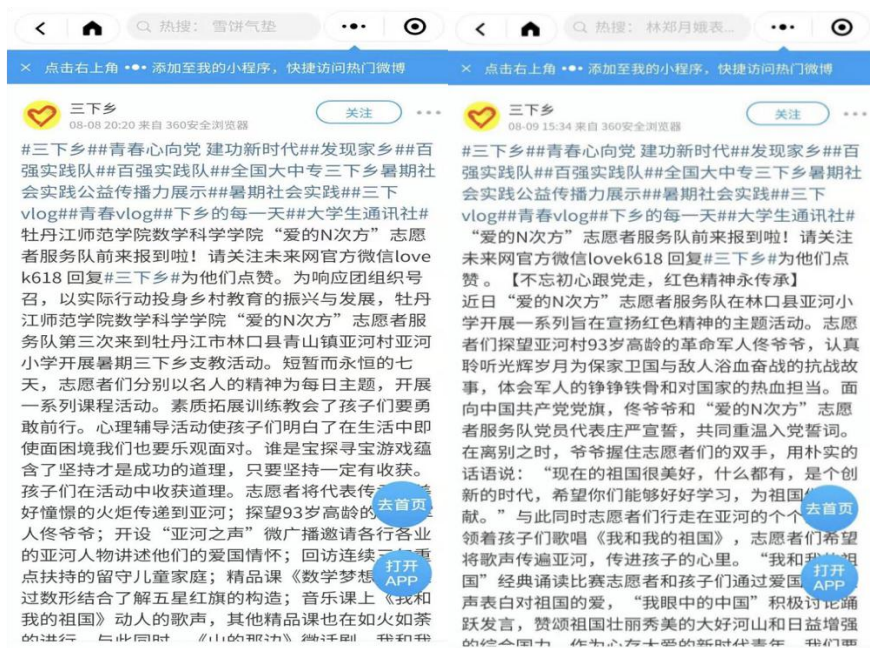 热搜: 雪饼气垫
× 点击右上角 ••• 添加至我的小程序，快捷访问热门微博
三下乡
关注
08-08 20:20 来自 360安全浏览器
#三下乡##青春心向党 建功新时代##发现家乡##百
强实践队##百强实践队##全国大中专三下乡暑期社
会实践公益传播力展示##暑期社会实践##三下
vlog##青春vlog##下乡的每一天##大学生通讯社#
牡丹江师范学院数学科学学院“爱的N次方”志愿
者服务队前来报到啦！请关注未来网官方微信love
k618 回复#三下乡#为他们点赞。为响应团组织号
召，以实际行动投身乡村教育的振兴与发展，牡丹
江师范学院数学科学学院“爱的N次方”志愿者服
务队第三次来到牡丹江市林口县青山镇亚河村亚河
小学开展暑期三下乡支教活动。短暂而永恒的七
天，志愿者们分别以名人的精神为每日主题，开展
一系列课程活动。素质拓展训练教会了孩子们要勇
敢前行。心理辅导活动使孩子们明白了在生活中即
使面困境我们也要乐观面对。谁是宝探寻宝游戏蕴
含了坚持才是成功的道理，只要坚持一定有收获。
孩子们在活动中收获道理。志愿者将代表传
好憧憬的火炬传递到亚河；探望93岁高龄的
人佟爷爷；开设“亚河之声”微广播邀请各行各业
的亚河人物讲述他们的爱国情怀；回访连续三
点扶持的留守儿童家庭；精品课《数学梦想
过数形结合了解五星红旗的构造；音乐课上《我和
我的祖国》动人的歌声，其他精品课也在如火如荼
的进行。与此同时，《山的那边》微话剧、我和我
去首页
打开
APP
热搜: 林郑月娥表...
× 点击右上角 ••• 添加至我的小程序，快捷访问热门微博
三下乡
关注
08-09 15:34 来自 360安全浏览器
#三下乡##青春心向党 建功新时代##发现家乡##百
强实践队##百强实践队##全国大中专三下乡暑期社
会实践公益传播力展示##暑期社会实践##三下
vlog##青春vlog##下乡的每一天##大学生通讯社#
“爱的N次方”志愿者服务队前来报到啦！请关注
未来网官方微信lovek618 回复#三下乡#为他们点
赞 。【不忘初心跟党走，红色精神永传承】
近日“爱的N次方”志愿者服务队在林口县亚河小
学开展一系列旨在宣扬红色精神的主题活动。志愿
者们探望亚河村93岁高龄的革命军人佟爷爷，认真
聆听光辉岁月为保家卫国与敌人浴血奋战的抗战故
事，体会军人的铮铮铁骨和对国家的热血担当。面
向中国共产党党旗，佟爷爷和“爱的N次方”志愿
者服务队党员代表庄严宣誓，共同重温入党誓词。
在离别之时，爷爷握住志愿者们的双手，用朴实的
话语说：“现在的祖国很美好，什么都有，是个创
新的时代，希望你们能够好好学习，为祖国
献。”与此同时志愿者们行走在亚河的个个
领着孩子们歌唱《我和我的祖国》，志愿者们希望
将歌声传遍亚河，传进孩子的心里。“我和我的祖
国”经典诵读比赛志愿者和孩子们通过爱国
声表白对祖国的爱，“我眼中的中国”积极讨论踊
跃发言，赞颂祖国壮丽秀美的大好河山和日益增强
的综合国力。作为心存大爱的新时代青年，我们要
去首页
打开
APP